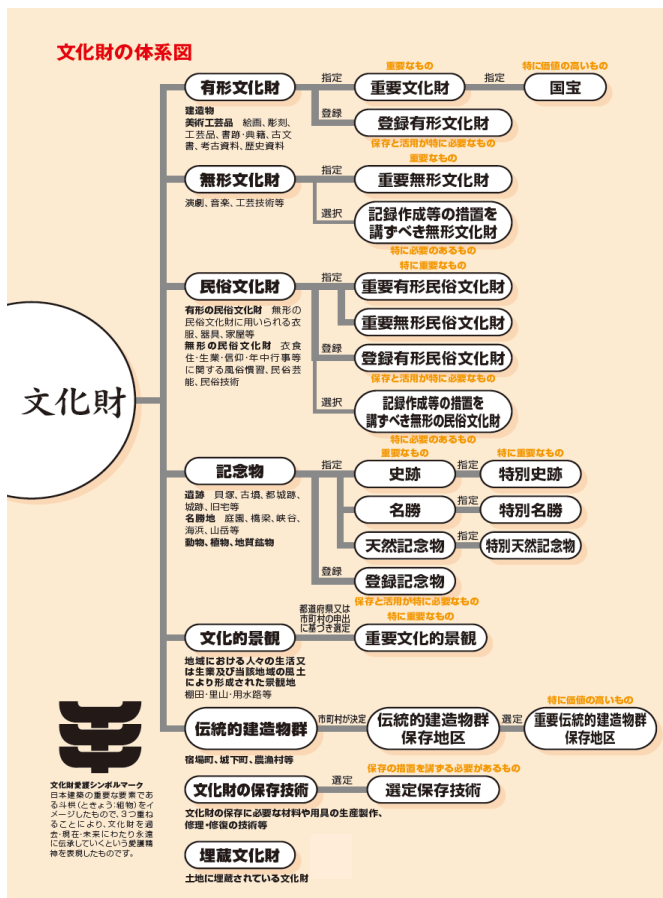 文化財の体系図
文化財
有形文化財
建造物
美術工芸品　絵画、彫刻、
工芸品、書跡・典籍、古文
書、考古資料、歴史資料
指定
重要なもの
重要文化財
指定
特に価値の高いもの
国宝
登録
登録有形文化財
保存と活用が特に必要なもの
無形文化財
演劇、音楽、工芸技術等
指定
重要なもの
重要無形文化財
選択
記録作成等の措置を
講ずべき無形文化財
特に必要のあるもの
民俗文化財
有形の民俗文化財　無形の
民俗文化財に用いられる衣
服、器具、家屋等
無形の民俗文化財　衣食
住・生業・信仰・年中行事等
に関する風俗慣習、民俗芸
能、民俗技術
指定
特に重要なもの
重要有形民俗文化財
重要無形民俗文化財
登録
登録有形民俗文化財
保存と活用が特に必要なもの
選択
記録作成等の措置を
講ずべき無形の民俗文化財
特に必要のあるもの
記念物
遺跡　貝塚、古墳、都城跡、
城跡、旧宅等
名勝地　庭園、橋梁、峡谷、
海浜、山岳等
動物、植物、地質鉱物
指定
重要なもの
史跡
指定
特に重要なもの
特別史跡
名勝
指定
特別名勝
天然記念物
指定
特別天然記念物
登録
登録記念物
保存と活用が特に必要なもの
文化的景観
地域における人々の生活又
は生業及び当該地域の風土
により形成された景観地
棚田・里山・用水路等
都道府県又は
市町村の申出
に基づき選定
特に重要なもの
重要文化的景観
伝統的建造物群
宿場町、城下町、農漁村等
市町村が決定
伝統的建造物群
保存地区
選定
特に価値の高いもの
重要伝統的建造物群
保存地区
文化財の保存技術
文化財の保存に必要な材料や用具の生産製作、
修理・修復の技術等
選定
保存の措置を講ずる必要があるもの
選定保存技術
埋蔵文化財
土地に埋蔵されている文化財
文化財愛護シンボルマーク
日本建築の重要な要素であ
る斗栱（ときょう：組物）をイ
メージしたもので、3つ重ね
ることにより、文化財を過
去・現在・未来にわたり永遠
に伝承していくという愛護精
神を表現したものです。